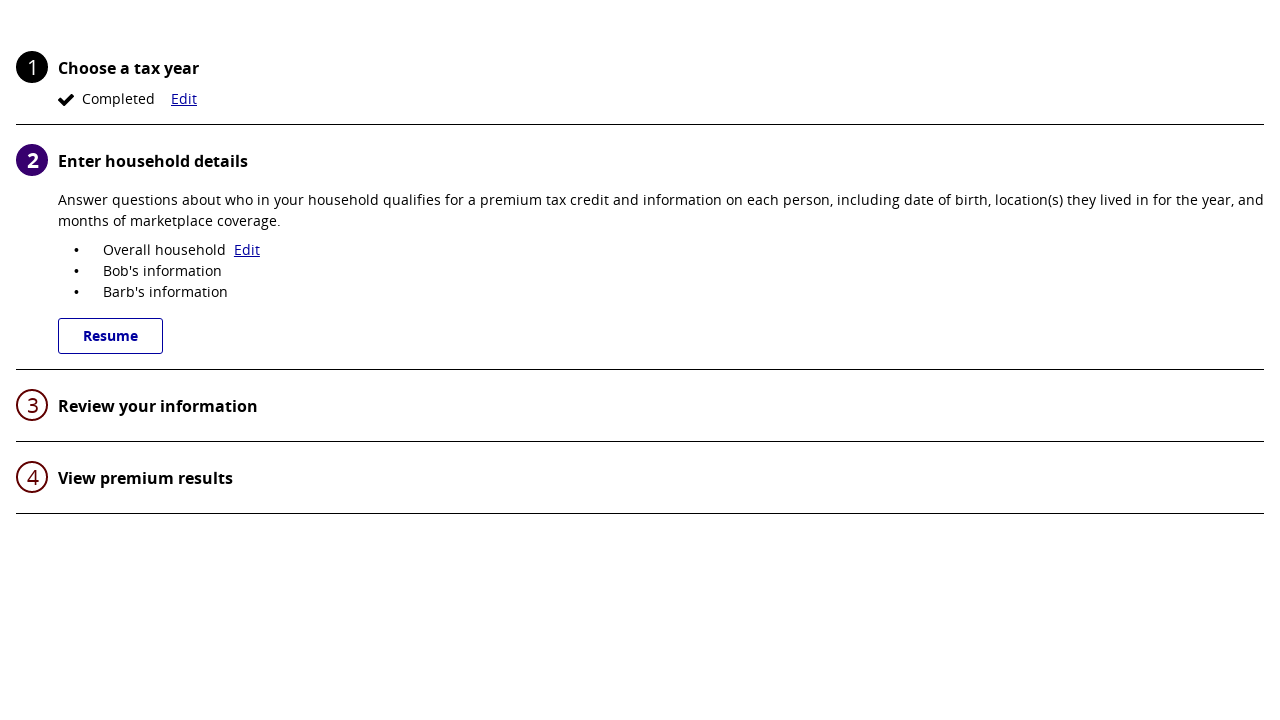 1 Choose a tax year
Completed Edit
2 Enter household details
Answer questions about who in your household qualifies for a premium tax credit and information on each person, including date of birth, location(s) they lived in for the year, and
months of marketplace coverage.
• Overall household Edit
• Bob's information
• Barb's information
Resume
3 Review your information
4 View premium results